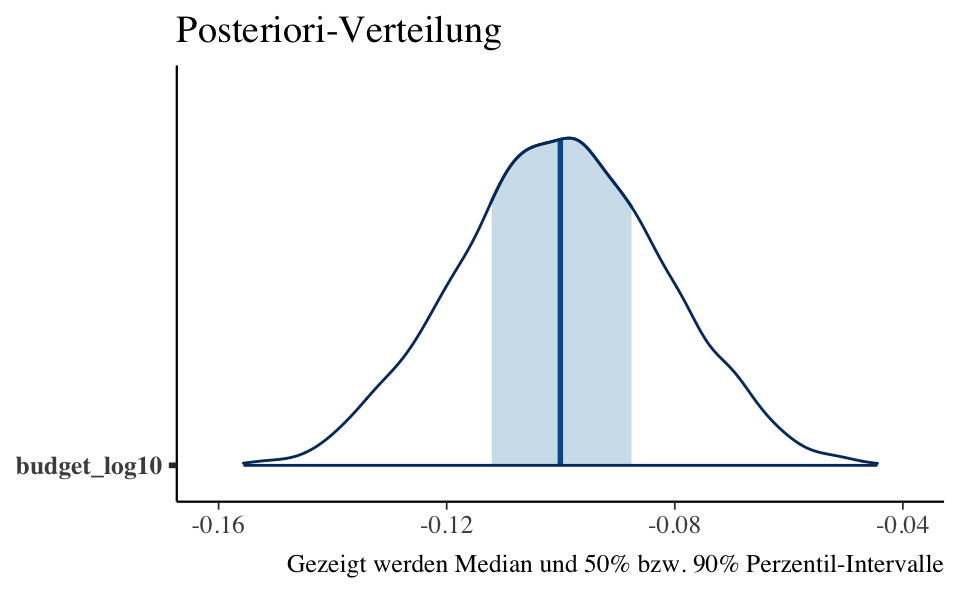 Posteriori-Verteilung
budget_log10
-0.16
-0.12
-0.08
-0.04
Gezeigt werden Median und 50% bzw. 90% Perzentil-Intervalle